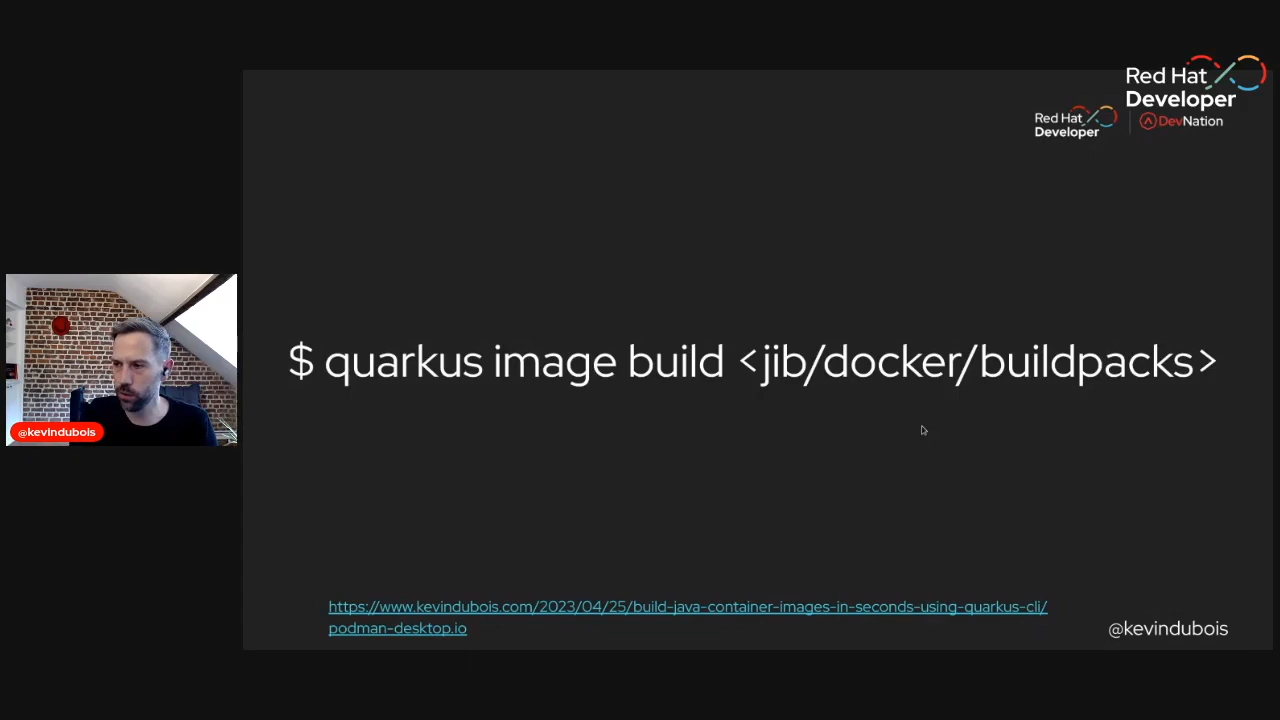 Red Hat
Developer
Red Hat
Developer
DevNation
$ quarkus image build <jib/docker/buildpacks>
@kevindubois
https://www.kevindubois.com/2023/04/25/build-java-container-images-in-seconds-using-quarkus-cli/
podman-desktop.io
@kevindubois